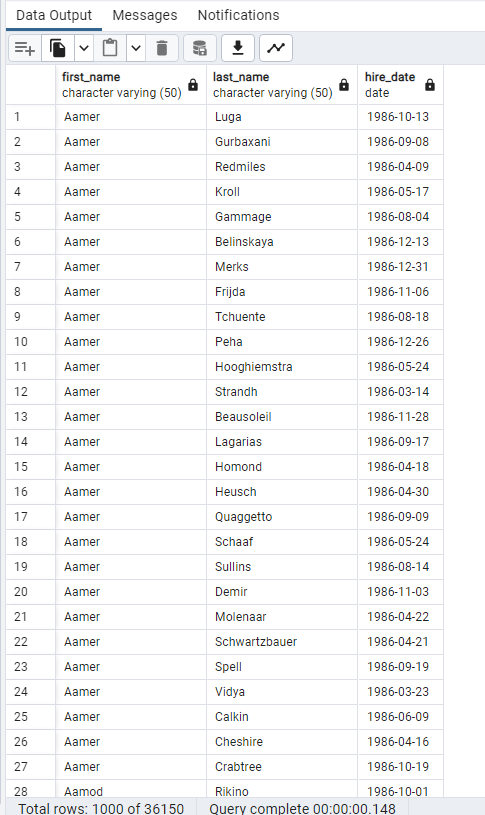 Data Output Messages Notifications
first_name last_name hire_date
character varying (50) character varying (50) date
1 Aamer Luga 1986-10-13
2 Aamer Gurbaxani 1986-09-08
3 Aamer Redmiles 1986-04-09
4 Aamer Kroll 1986-05-17
5 Aamer Gammage 1986-08-04
6 Aamer Belinskaya 1986-12-13
7 Aamer Merks 1986-12-31
8 Aamer Frijda 1986-11-06
9 Aamer Tchuente 1986-08-18
10 Aamer Peha 1986-12-26
11 Aamer Hooghiemstra 1986-05-24
12 Aamer Strandh 1986-03-14
13 Aamer Beausoleil 1986-11-28
14 Aamer Lagarias 1986-09-17
15 Aamer Homond 1986-04-18
16 Aamer Heusch 1986-04-30
17 Aamer Quaggetto 1986-09-09
18 Aamer Schaaf 1986-05-24
19 Aamer Sullins 1986-08-14
20 Aamer Demir 1986-11-03
21 Aamer Molenaar 1986-04-22
22 Aamer Schwartzbauer 1986-04-21
23 Aamer Spell 1986-09-19
24 Aamer Vidya 1986-03-23
25 Aamer Calkin 1986-06-09
26 Aamer Cheshire 1986-04-16
27 Aamer Crabtree 1986-10-19
28 Aamod Rikino 1986-10-01
Total rows: 1000 of 36150 Query complete 00:00:00.148